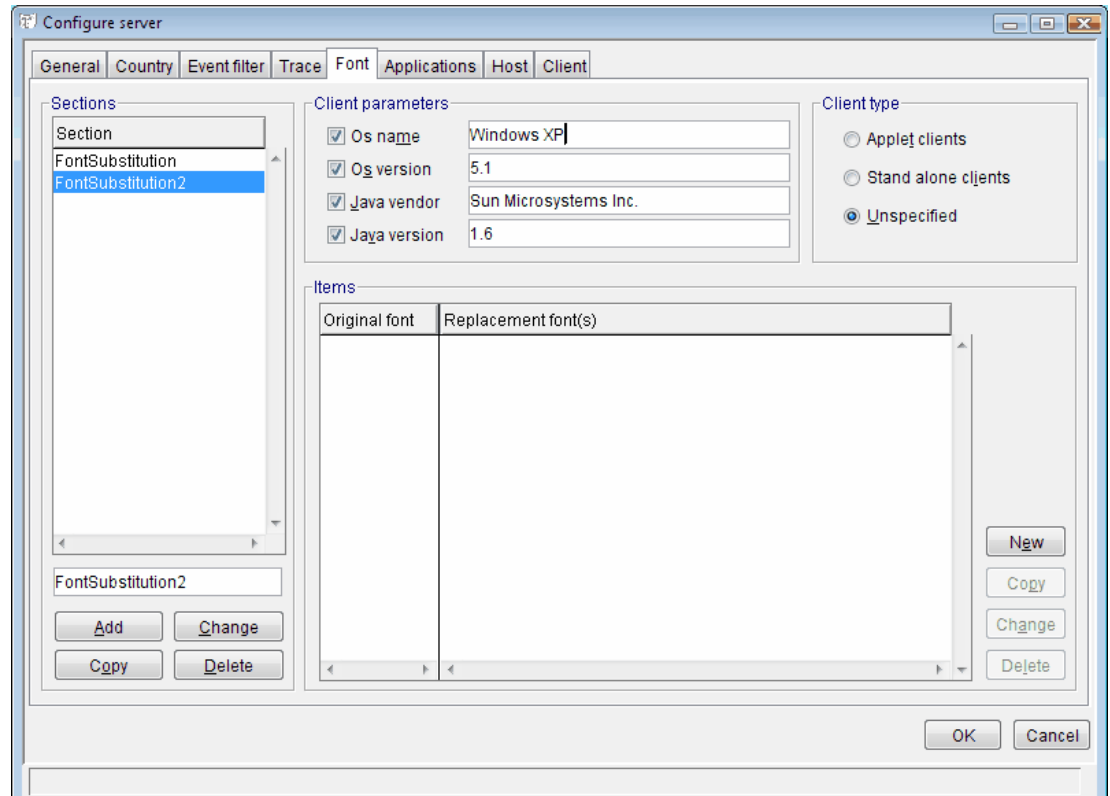 Configure server
General Country Event filter Trace Font Applications Host Client
Sections
Section
FontSubstitution
FontSubstitution2
FontSubstitution2
Add Change
Copy Delete
Client parameters
Os name Windows XP
Os version 5.1
Java vendor Sun Microsystems Inc.
Java version 1.6
Client type
Applet clients
Stand alone clients
Unspecified
Items
Original font Replacement font(s)
New
Copy
Change
Delete
OK Cancel